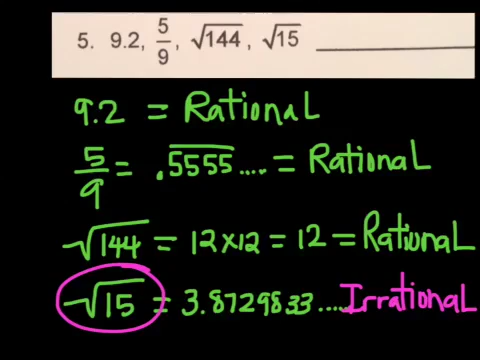 5. 9.2, 5/9, √144, √15 ____________
9.2 = Rational
5/9 = .5555.... = Rational
√144 = 12x12 = 12 = Rational
√15 = 3.8729833..... Irrational